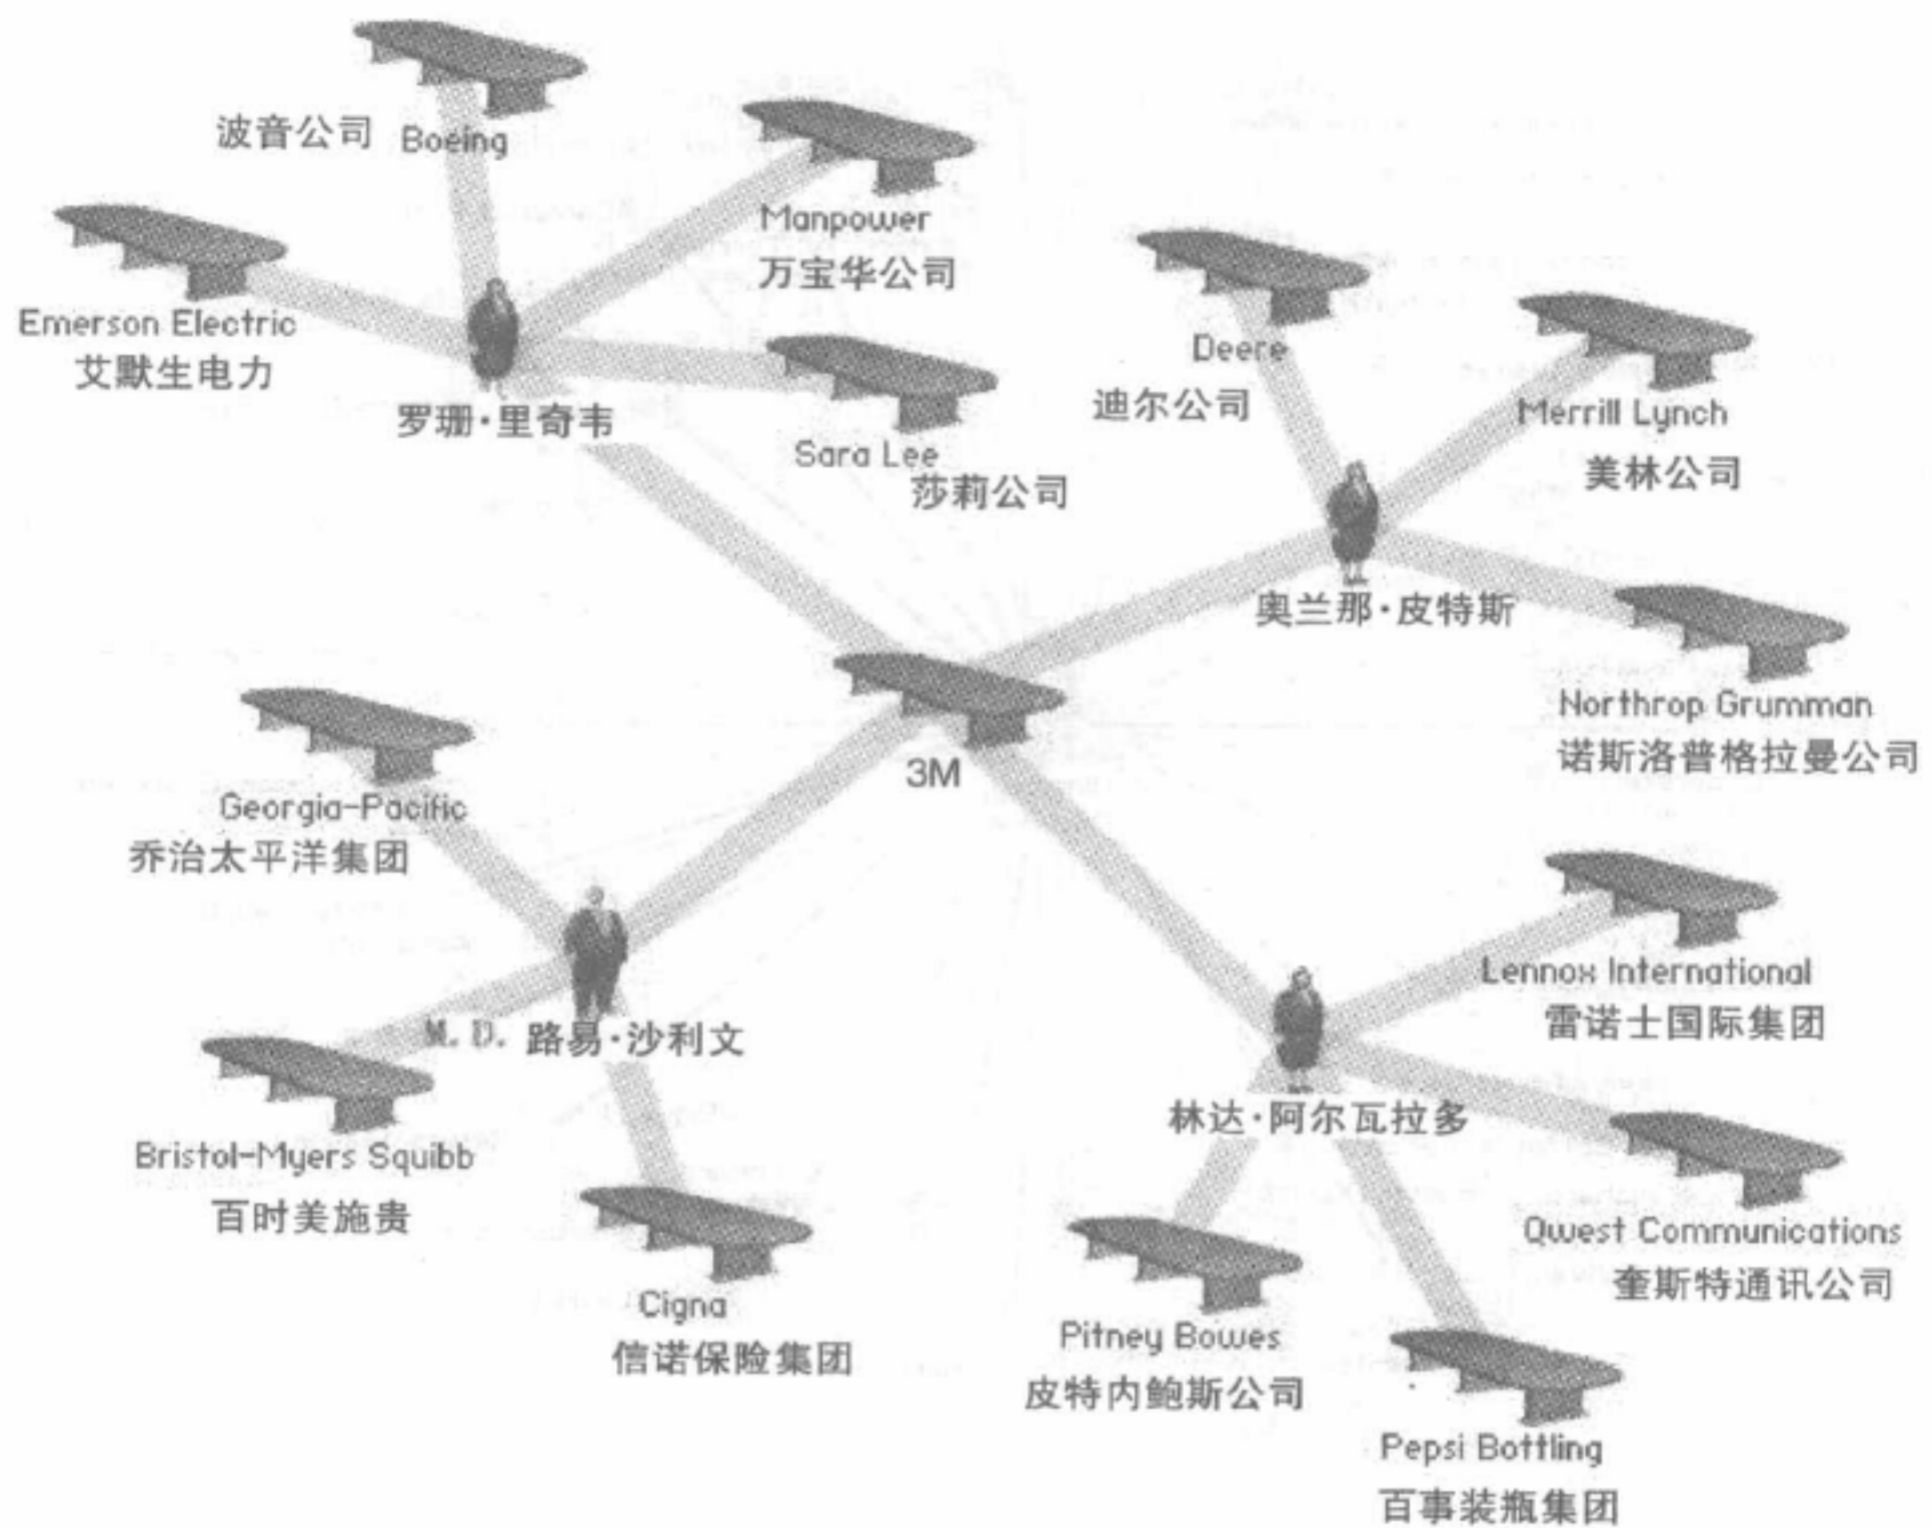 波音公司 Boeing
Manpower
万宝华公司
Emerson Electric
艾默生电力
罗珊·里奇韦
Sara Lee
莎莉公司
Deere
迪尔公司
Merrill Lynch
美林公司
奥兰那·皮特斯
Northrop Grumman
诺斯洛普格拉曼公司
3M
Georgia-Pacific
乔治太平洋集团
M.D. 路易·沙利文
Bristol-Myers Squibb
百时美施贵
Cigna
信诺保险集团
Lennox International
雷诺士国际集团
林达·阿尔瓦拉多
Qwest Communications
奎斯特通讯公司
Pitney Bowes
皮特内鲍斯公司
Pepsi Bottling
百事装瓶集团